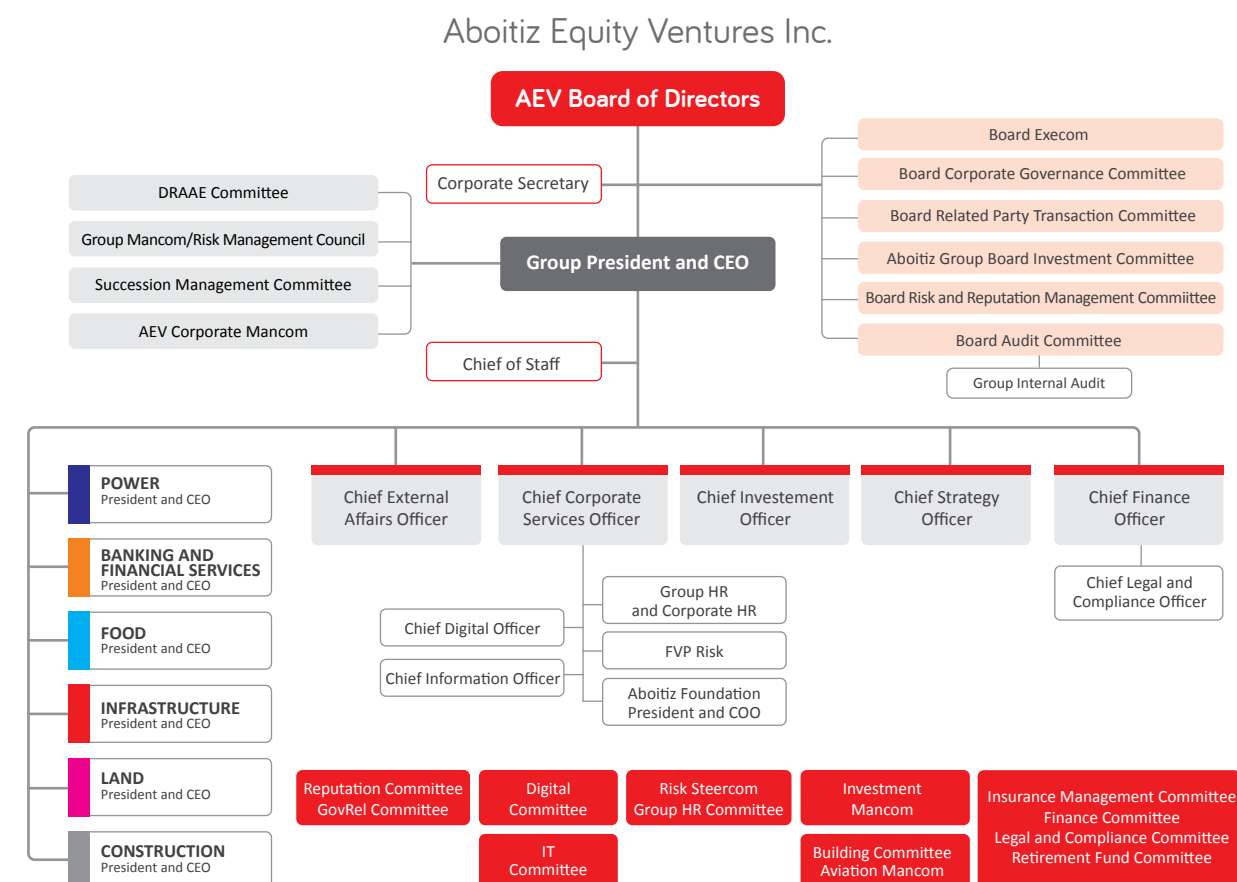 Aboitiz Equity Ventures Inc.
AEV Board of Directors
Corporate Secretary
Board Execom
Board Corporate Governance Committee
Board Related Party Transaction Committee
Aboitiz Group Board Investment Committee
Board Risk and Reputation Management Commiittee
Board Audit Committee
Group Internal Audit
DRAAE Committee
Group Mancom/Risk Management Council
Succession Management Committee
AEV Corporate Mancom
Group President and CEO
Chief of Staff
POWER
President and CEO
BANKING AND
FINANCIAL SERVICES
President and CEO
FOOD
President and CEO
INFRASTRUCTURE
President and CEO
LAND
President and CEO
CONSTRUCTION
President and CEO
Chief External
Affairs Officer
Chief Corporate
Services Officer
Chief Investement
Officer
Chief Strategy
Officer
Chief Finance
Officer
Chief Digital Officer
Chief Information Officer
Group HR
and Corporate HR
FVP Risk
Aboitiz Foundation
President and COO
Chief Legal and
Compliance Officer
Reputation Committee
GovRel Committee
Digital
Committee
IT
Committee
Risk Steercom
Group HR Committee
Investment
Mancom
Building Committee
Aviation Mancom
Insurance Management Committee
Finance Committee
Legal and Compliance Committee
Retirement Fund Committee